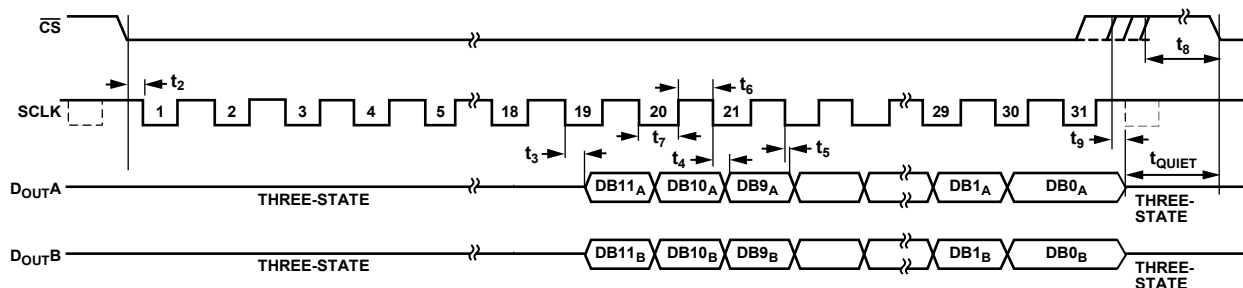 CS
t8
t2
t6
SCLK
1 2 3 4 5 18 19 20 21 29 30 31
t3
t7
t4
t5
t9
tQUIET
DOUTA
THREE-STATE
DB11A DB10A DB9A DB1A DB0A
THREE-
STATE
DOUTB
THREE-STATE
DB11B DB10B DB9B DB1B DB0B
THREE-
STATE